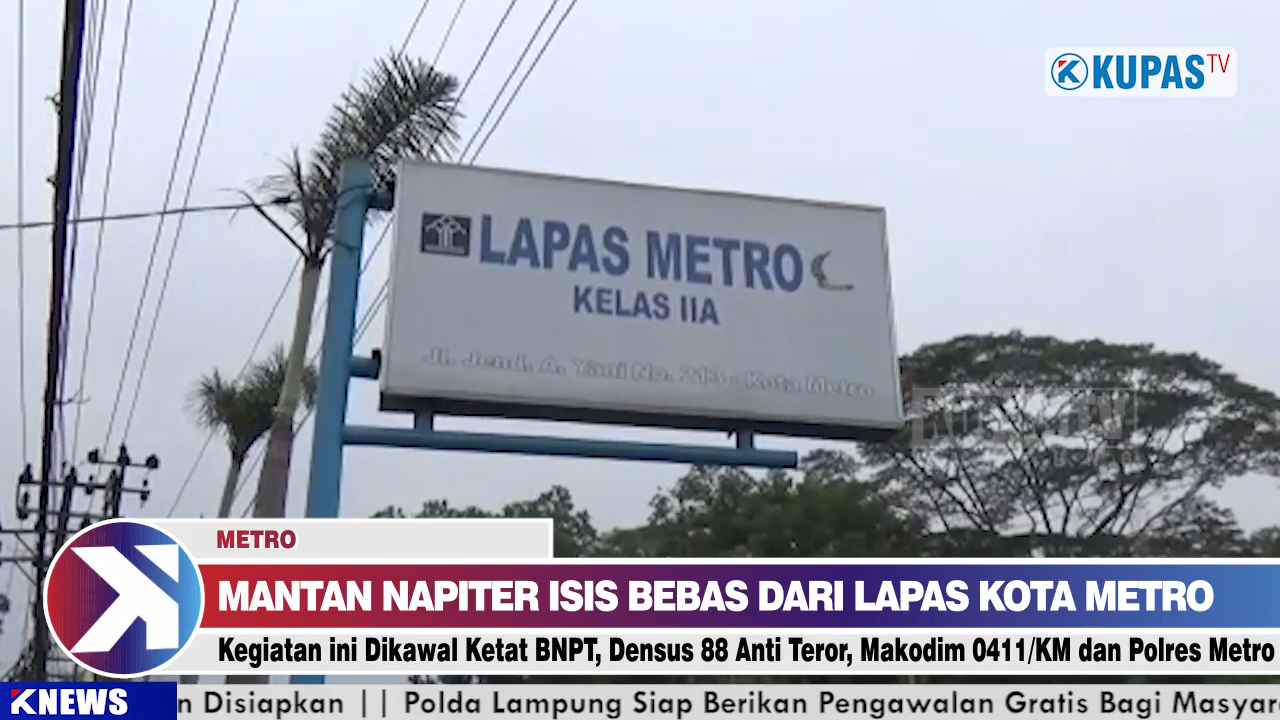 KUPAS TV
LAPAS METRO
KELAS IIA
Jl. Jend. A. Yani No. 213 - Kota Metro
METRO
MANTAN NAPITER ISIS BEBAS DARI LAPAS KOTA METRO
Kegiatan ini Dikawal Ketat BNPT, Densus 88 Anti Teror, Makodim 0411/KM dan Polres Metro
KNEWS
n Disiapkan || Polda Lampung Siap Berikan Pengawalan Gratis Bagi Masyar